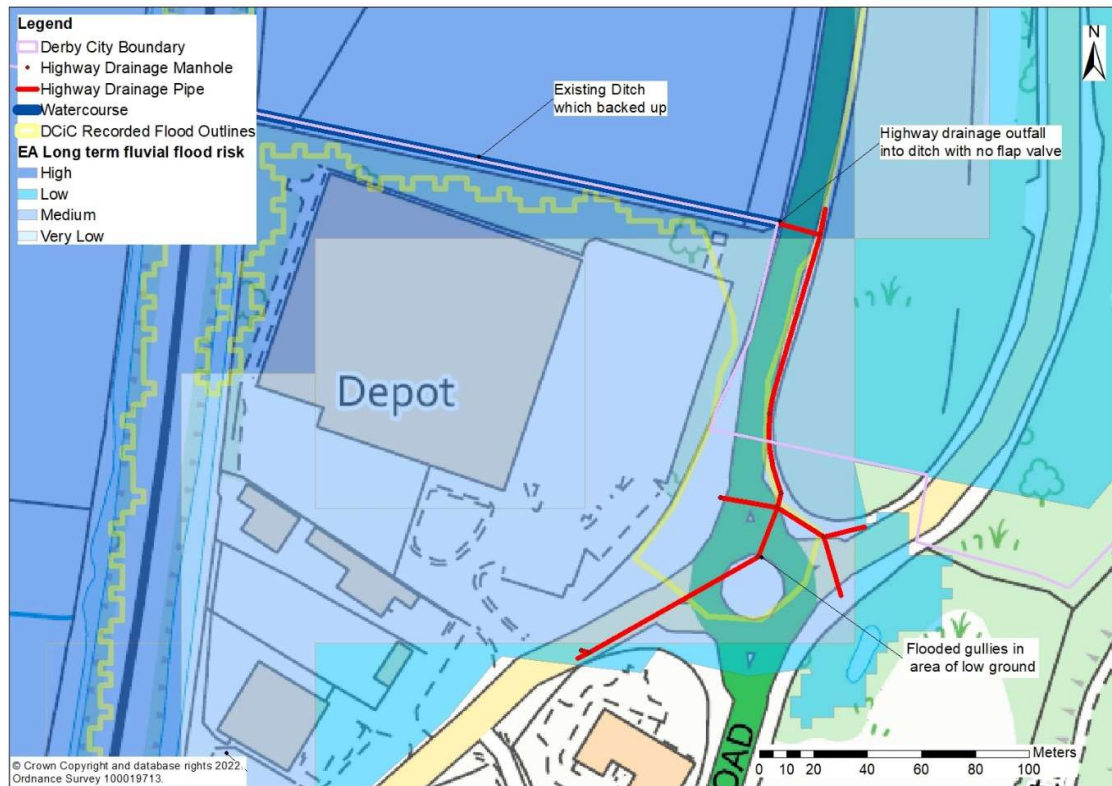 Legend
Derby City Boundary
Highway Drainage Manhole
Highway Drainage Pipe
Watercourse
DCiC Recorded Flood Outlines
EA Long term fluvial flood risk
High
Low
Medium
Very Low
Existing Ditch
which backed up
N
Highway drainage outfall
into ditch with no flap valve
Depot
Flooded gullies in
area of low ground
OAD
Meters
0 10 20 40 60 80 100
© Crown Copyright and database rights 2022.
Ordnance Survey 100019713.